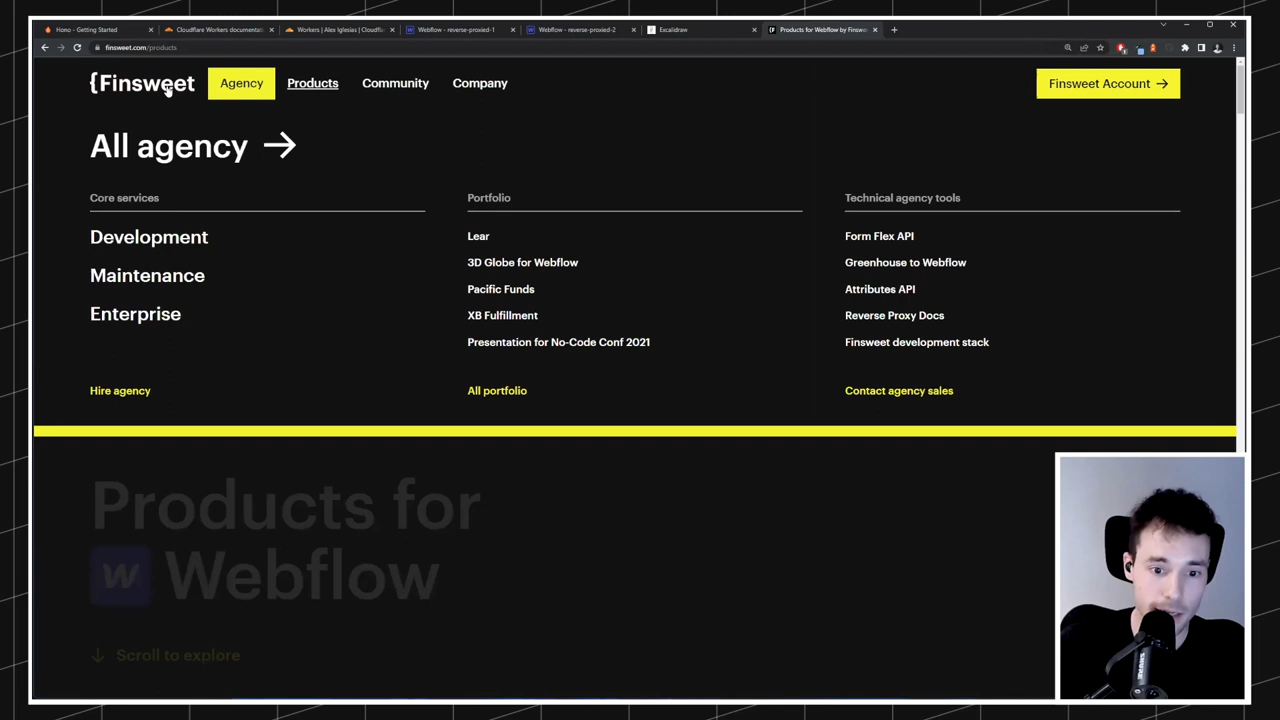 Hono - Getting Started
Cloudflare Workers documentat
Workers | Alex Iglesias | Cloudfl
Webflow - reverse-proxied-1
Webflow - reverse-proxied-2
Excalidraw
Products for Webflow by Finswe
finsweet.com/products
{Finsweet
Agency
Products
Community
Company
Finsweet Account →
All agency →
Core services
Development
Maintenance
Enterprise
Hire agency
Portfolio
Lear
3D Globe for Webflow
Pacific Funds
XB Fulfillment
Presentation for No-Code Conf 2021
All portfolio
Technical agency tools
Form Flex API
Greenhouse to Webflow
Attributes API
Reverse Proxy Docs
Finsweet development stack
Contact agency sales
Products for
W Webflow
↓ Scroll to explore
SHURE